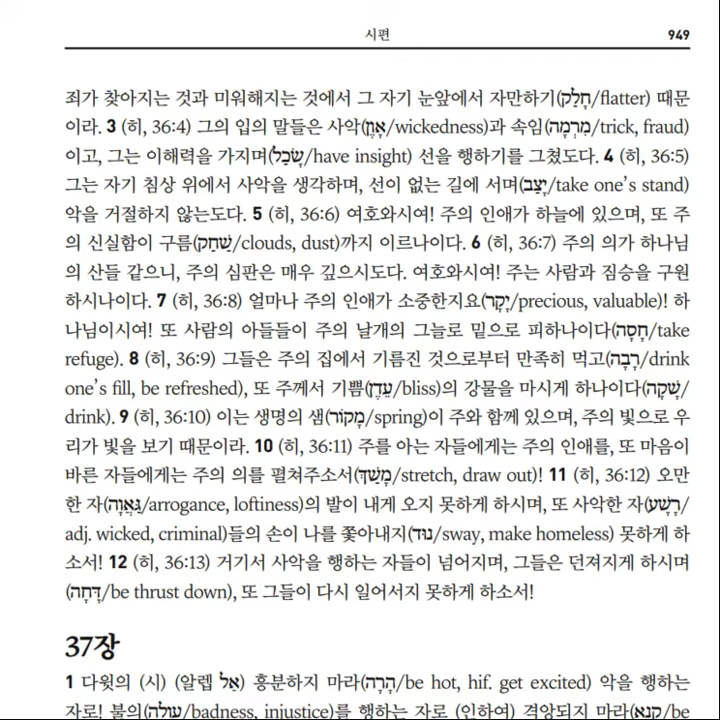 시편 949
죄가 찾아지는 것과 미워해지는 것에서 그 자기 눈앞에서 자만하기(חָלַק/flatter) 때문
이라. 3 (히, 36:4) 그의 입의 말들은 사악(אָוֶן/wickedness)과 속임(מִרְמָה/trick, fraud)
이고, 그는 이해력을 가지며(שָׂכַל/have insight) 선을 행하기를 그쳤도다. 4 (히, 36:5)
그는 자기 침상 위에서 사악을 생각하며, 선이 없는 길에 서며(יָצַב/take one's stand)
악을 거절하지 않는도다. 5 (히, 36:6) 여호와시여! 주의 인애가 하늘에 있으며, 또 주
의 신실함이 구름(שַׁחַק/clouds, dust)까지 이르나이다. 6 (히, 36:7) 주의 의가 하나님
의 산들 같으니, 주의 심판은 매우 깊으시도다. 여호와시여! 주는 사람과 짐승을 구원
하시나이다. 7 (히, 36:8) 얼마나 주의 인애가 소중한지요(יָקָר/precious, valuable)! 하
나님이시여! 또 사람의 아들들이 주의 날개의 그늘로 밑으로 피하나이다(חָסָה/take
refuge). 8 (히, 36:9) 그들은 주의 집에서 기름진 것으로부터 만족히 먹고(רָבָה/drink
one's fill, be refreshed), 또 주께서 기쁨(עֵדֶן/bliss)의 강물을 마시게 하나이다(שָׁקָה/
drink). 9 (히, 36:10) 이는 생명의 샘(מָקוֹר/spring)이 주와 함께 있으며, 주의 빛으로 우
리가 빛을 보기 때문이라. 10 (히, 36:11) 주를 아는 자들에게는 주의 인애를, 또 마음이
바른 자들에게는 주의 의를 펼쳐주소서(מָשַׁךְ/stretch, draw out)! 11 (히, 36:12) 오만
한 자(גַּאֲוָה/arrogance, loftiness)의 발이 내게 오지 못하게 하시며, 또 사악한 자(רָשָׁע/
adj. wicked, criminal)들의 손이 나를 쫓아내지(נוּד/sway, make homeless) 못하게 하
소서! 12 (히, 36:13) 거기서 사악을 행하는 자들이 넘어지며, 그들은 던져지게 하시며
(דָּחָה/be thrust down), 또 그들이 다시 일어서지 못하게 하소서!
37장
1 다윗의 (시) (알렙 אֵל) 흥분하지 마라(חָרָה/be hot, hif. get excited) 악을 행하는
자로! 불의(עַוְלָה/badness, injustice)를 행하는 자로 (인하여) 격앙되지 마라(קָנָא/be